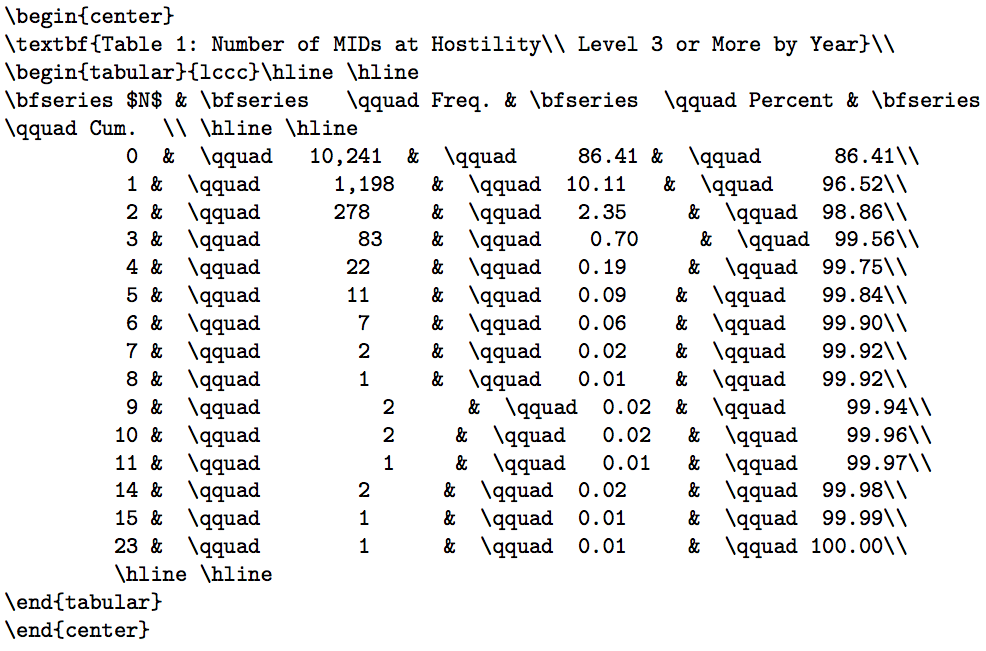 \begin{center}
\textbf{Table 1: Number of MIDs at Hostility\\ Level 3 or More by Year}\\
\begin{tabular}{lccc}\hline \hline
\bfseries $N$ & \bfseries   \qquad Freq. & \bfseries  \qquad Percent & \bfseries
\qquad Cum.  \\ \hline \hline
          0  &  \qquad   10,241  &  \qquad     86.41 &  \qquad      86.41\\
          1 &  \qquad      1,198   &  \qquad  10.11   &  \qquad    96.52\\
          2 &  \qquad      278     &  \qquad   2.35     &  \qquad  98.86\\
          3 &  \qquad        83    &  \qquad    0.70     &  \qquad  99.56\\
          4 &  \qquad       22     &  \qquad   0.19     &  \qquad  99.75\\
          5 &  \qquad       11     &  \qquad   0.09    &  \qquad   99.84\\
          6 &  \qquad        7     &  \qquad   0.06    &  \qquad   99.90\\
          7 &  \qquad        2     &  \qquad   0.02    &  \qquad   99.92\\
          8 &  \qquad        1     &  \qquad   0.01    &  \qquad   99.92\\
          9 &  \qquad          2      &  \qquad  0.02  &  \qquad     99.94\\
         10 &  \qquad          2     &  \qquad   0.02   &  \qquad    99.96\\
         11 &  \qquad          1     &  \qquad   0.01   &  \qquad    99.97\\
         14 &  \qquad        2      &  \qquad  0.02     &  \qquad  99.98\\
         15 &  \qquad        1      &  \qquad  0.01     &  \qquad  99.99\\
         23 &  \qquad        1      &  \qquad  0.01     &  \qquad 100.00\\
         \hline \hline
\end{tabular}
\end{center}